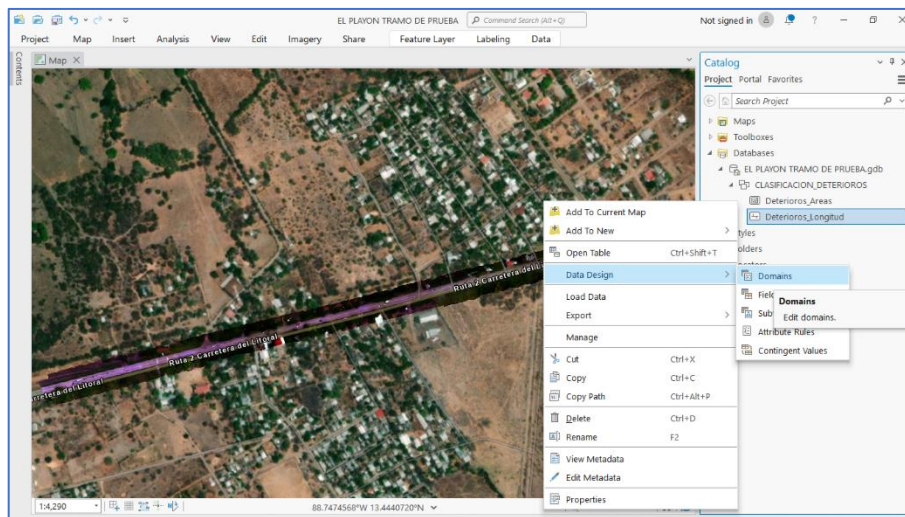 EL PLAYON TRAMO DE PRUEBA
Command Search (Alt+Q)
Not signed in
?
Project Map Insert Analysis View Edit Imagery Share Feature Layer Labeling Data
Contents
Map
Ruta 2 Carretera del Litoral
Ruta 2 Carretera del Li
arretera del Litoral
1:4,290
88.7474568°W 13.4440720°N
Add To Current Map
Add To New
Open Table Ctrl+Shift+T
Data Design
Load Data
Export
Manage
Cut Ctrl+X
Copy Ctrl+C
Copy Path Ctrl+Alt+P
Delete Ctrl+D
Rename F2
View Metadata
Edit Metadata
Properties
Domains
Field
Sub
Attribute Rules
Contingent Values
Domains
Edit domains.
Catalog
Project Portal Favorites
Search Project
Maps
Toolboxes
Databases
EL PLAYON TRAMO DE PRUEBA.gdb
CLASIFICACION_DETERIOROS
Deterioros_Areas
Deterioros_Longitud
tyles
olders